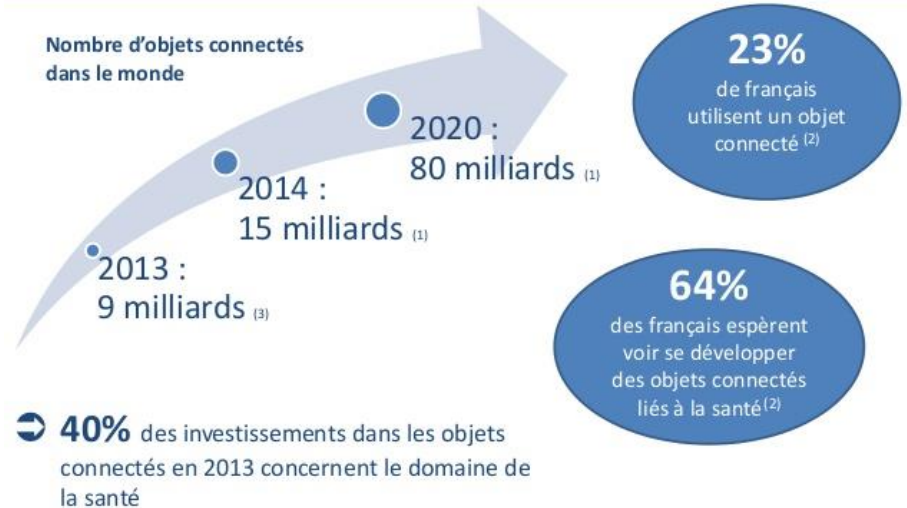 Nombre d'objets connectés
dans le monde
2020 :
80 milliards (1)
2014 :
15 milliards (1)
2013 :
9 milliards (3)
23%
de français
utilisent un objet
connecté (2)
64%
des français espèrent
voir se développer
des objets connectés
liés à la santé (2)
➲ 40% des investissements dans les objets
connectés en 2013 concernent le domaine de
la santé